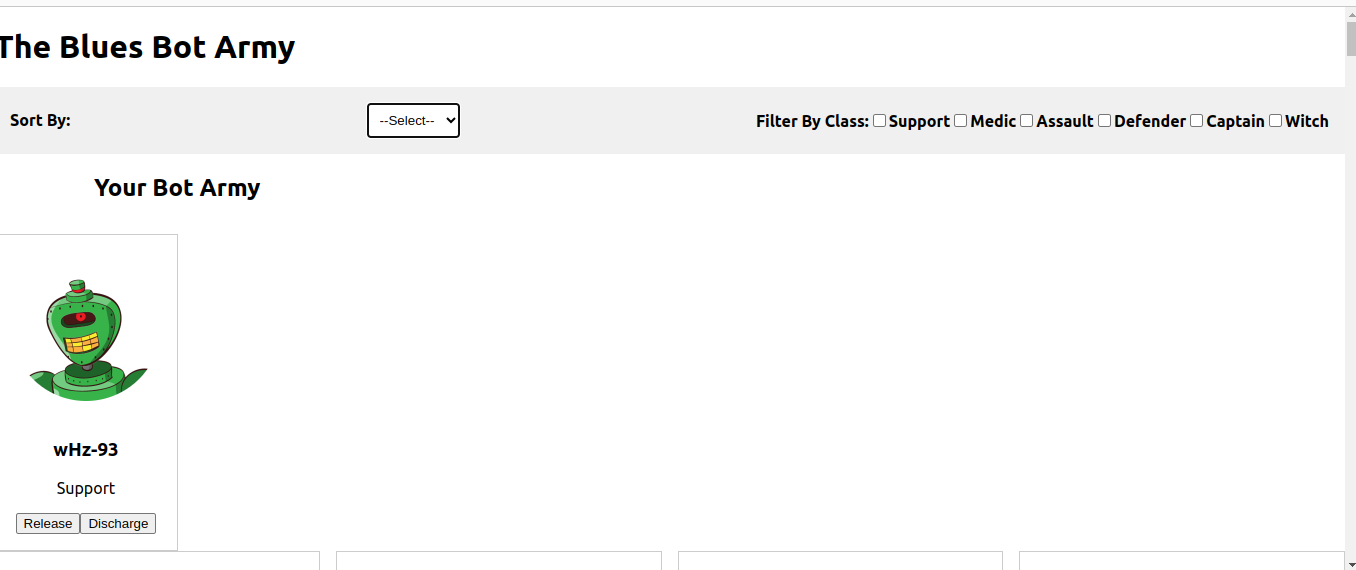 The Blues Bot Army
Sort By: --Select-- Filter By Class: Support Medic Assault Defender Captain Witch
Your Bot Army
wHz-93
Support
Release Discharge